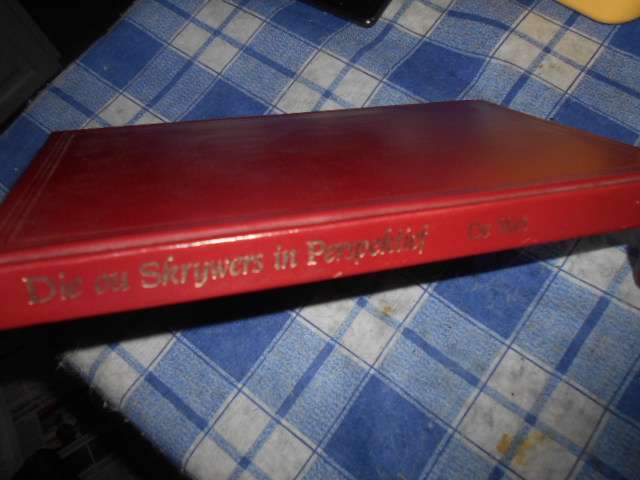 Die ou Skrywers in Perspektief